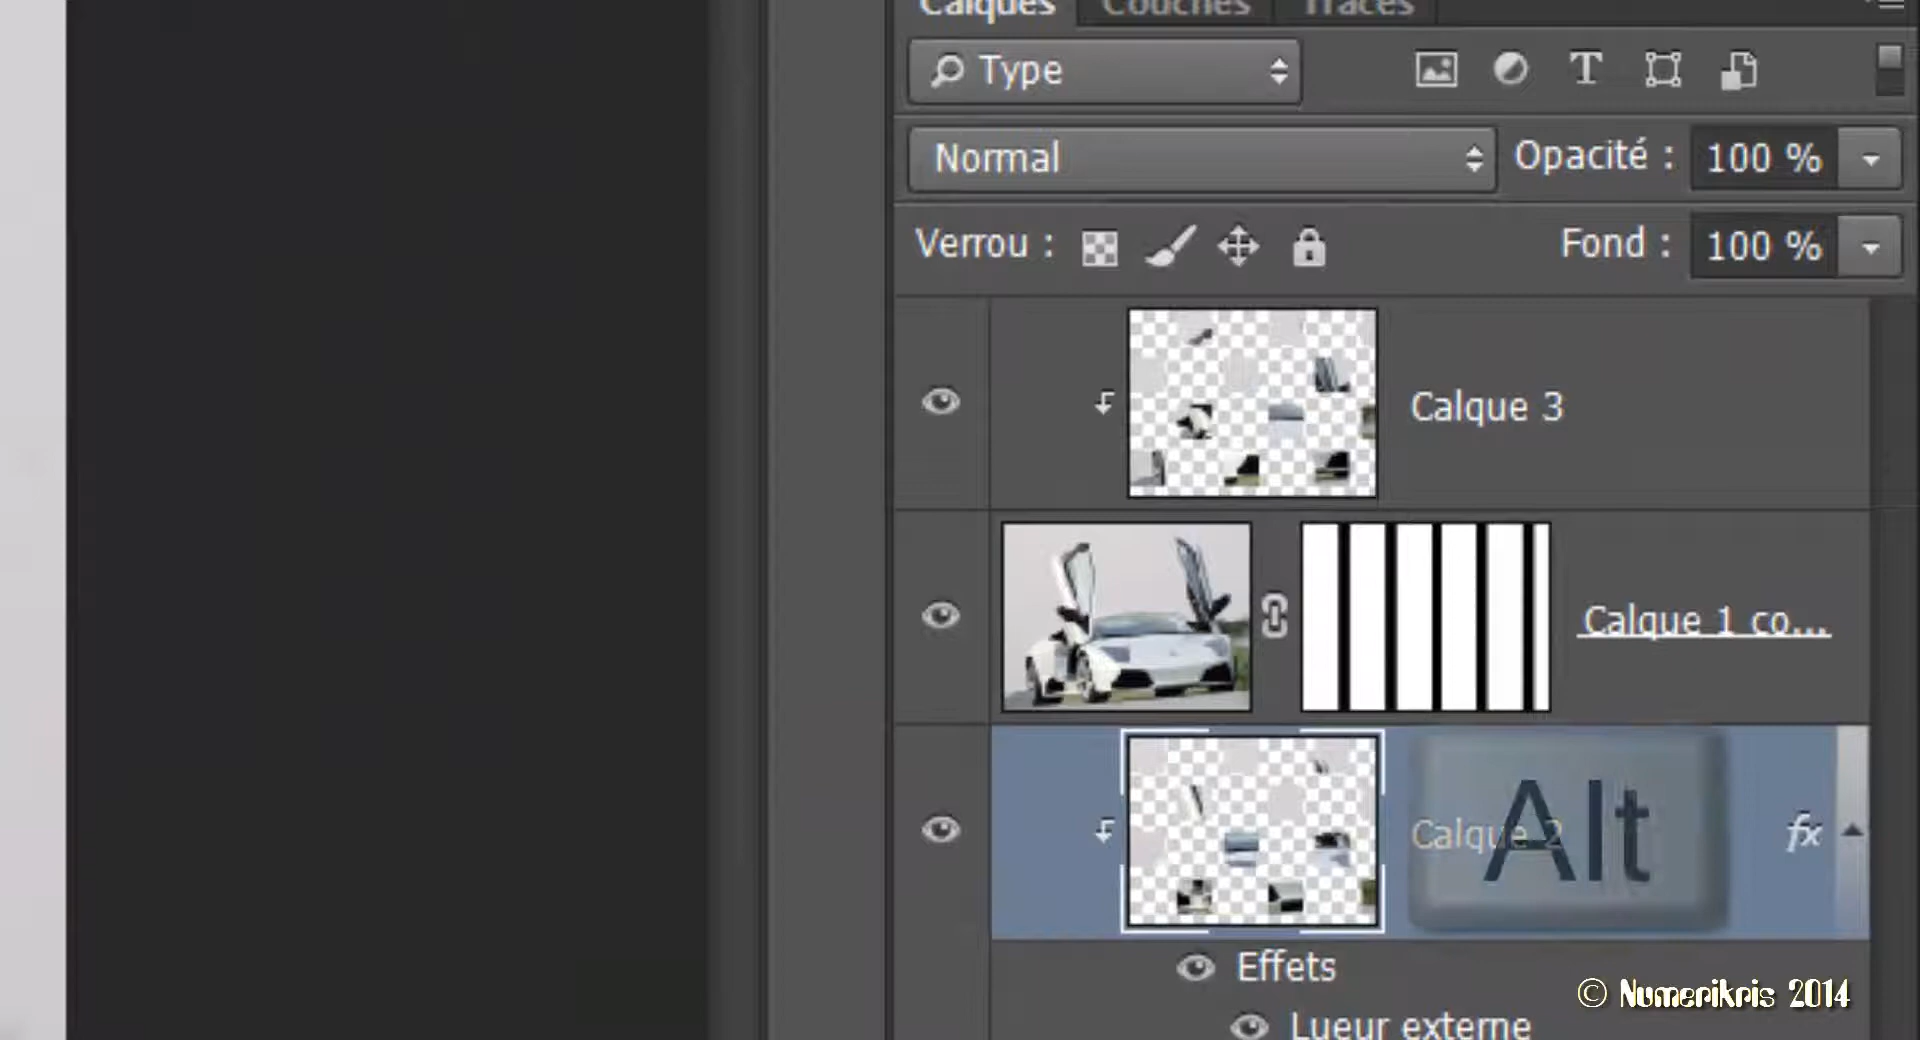 Calques Couches Tracés
Type
T
Normal Opacité : 100 %
Verrou : Fond : 100 %
Calque 3
Calque 1 co...
Calque 2 Alt fx
Effets
© Numerikris 2014
Lueur externe